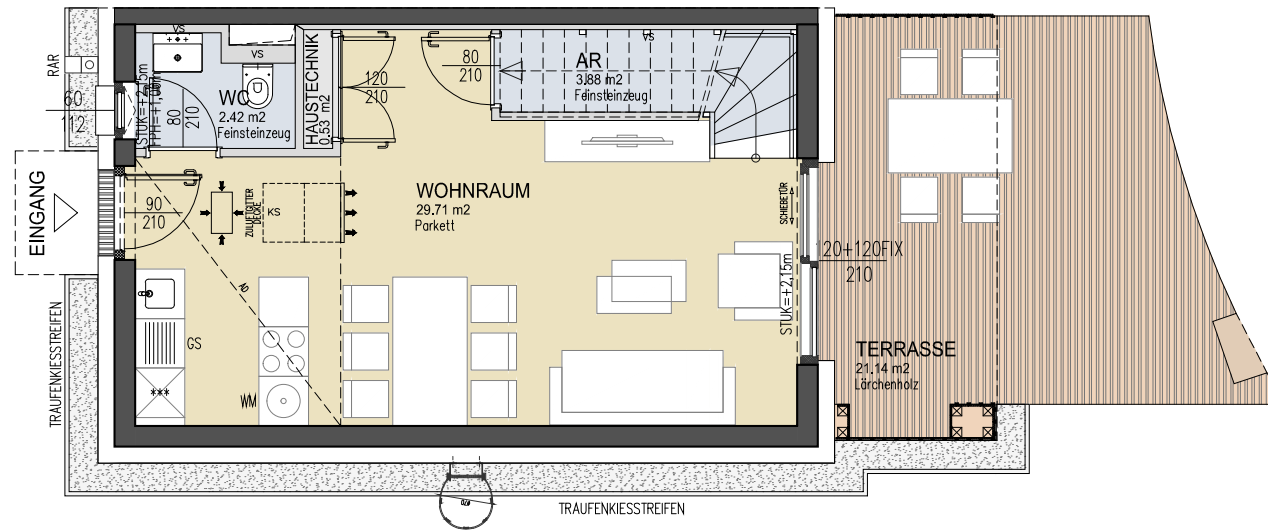 VS
VS
VS
RAR
60
112
STUK=+2,15m
WC
2.42 m2
Feinsteinzeug
80
210
HAUSTECHNIK
0.53 m2
120
210
80
210
AR
3.88 m2
Feinsteinzeug
EINGANG
90
210
ZULUFTGITTER
DECKE
KS
WOHNRAUM
29.71 m2
Parkett
SCHIEBETÜR
120+120FIX
210
STUK=+2,15m
AD
GS
***
WM
TERRASSE
21.14 m2
Lärchenholz
TRAUFENKIESSTREIFEN
TRAUFENKIESSTREIFEN